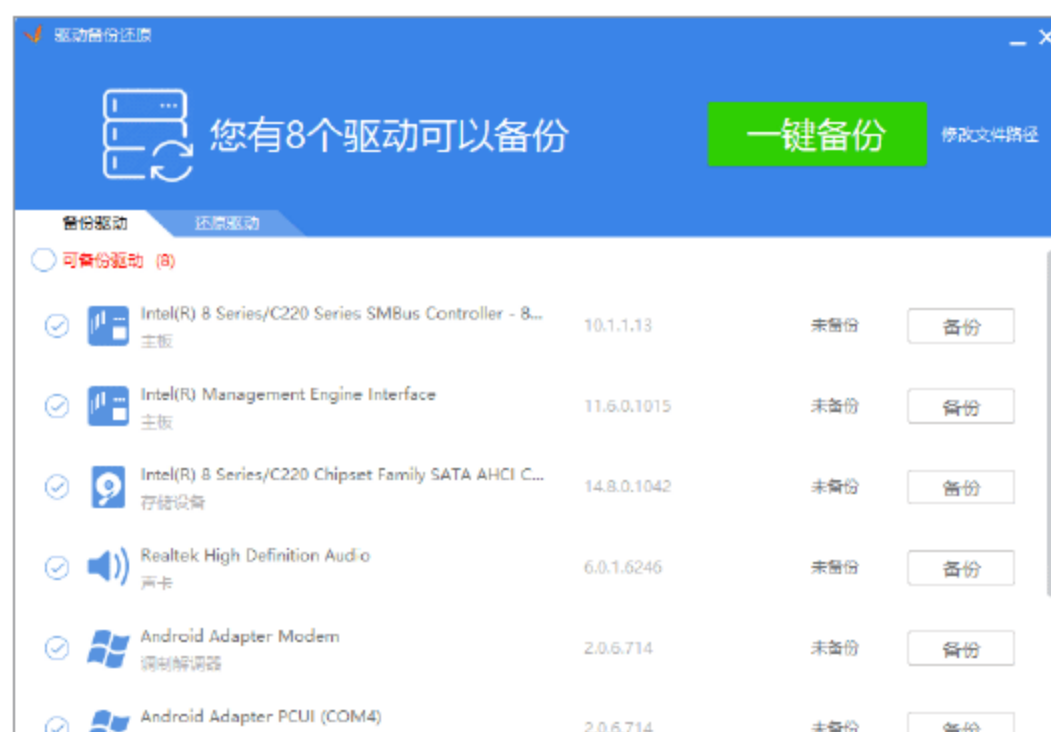 驱动备份还原
您有8个驱动可以备份
一键备份
修改文件路径
备份驱动 还原驱动
可备份驱动 (8)
Intel(R) 8 Series/C220 Series SMBus Controller - 8...
主板
10.1.1.13 未备份 备份
Intel(R) Management Engine Interface
主板
11.6.0.1015 未备份 备份
Intel(R) 8 Series/C220 Chipset Family SATA AHCI C...
存储设备
14.8.0.1042 未备份 备份
Realtek High Definition Audio
声卡
6.0.1.6246 未备份 备份
Android Adapter Modem
调制解调器
2.0.6.714 未备份 备份
Android Adapter PCUI (COM4)
2.0.6.714 未备份 备份